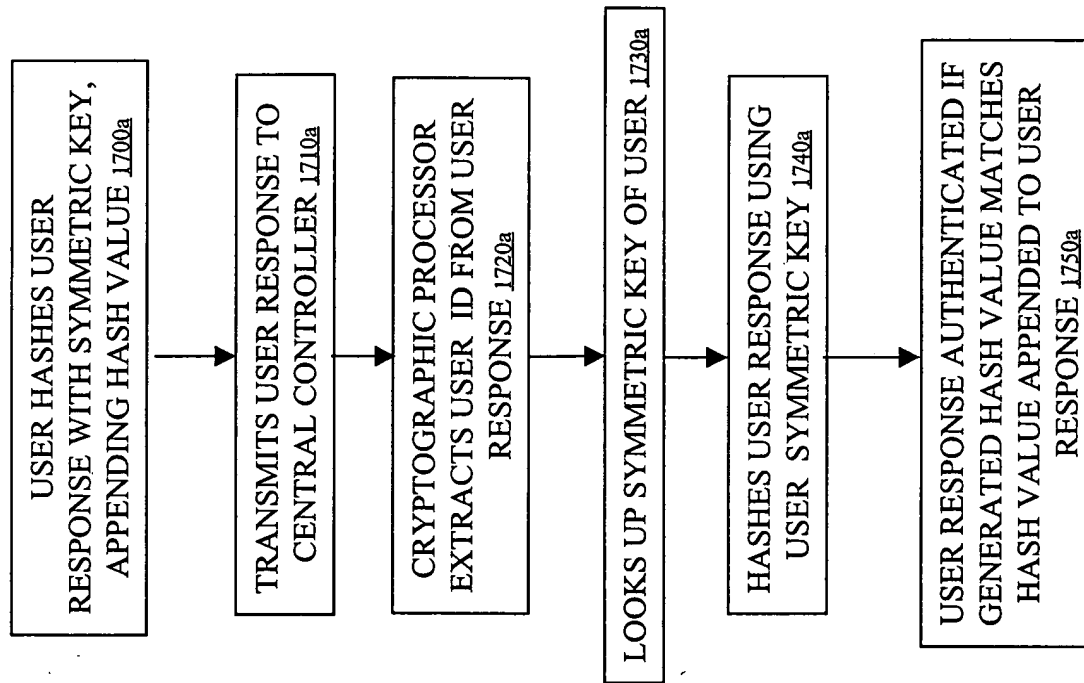 USER HASHES USER
RESPONSE WITH SYMMETRIC KEY,
APPENDING HASH VALUE 1700a
TRANSMITS USER RESPONSE TO
CENTRAL CONTROLLER 1710a
CRYPTOGRAPHIC PROCESSOR
EXTRACTS USER ID FROM USER
RESPONSE 1720a
LOOKS UP SYMMETRIC KEY OF USER 1730a
HASHES USER RESPONSE USING
USER SYMMETRIC KEY 1740a
USER RESPONSE AUTHENTICATED IF
GENERATED HASH VALUE MATCHES
HASH VALUE APPENDED TO USER
RESPONSE 1750a